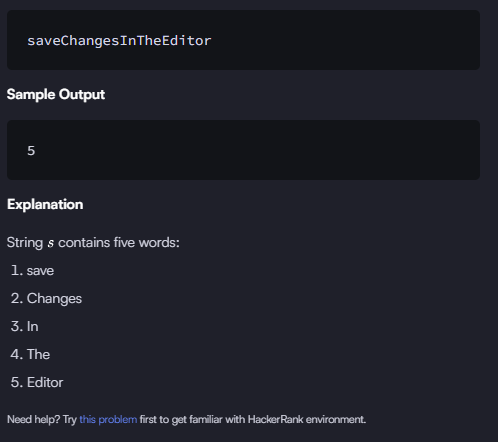 saveChangesInTheEditor
Sample Output
5
Explanation
String s contains five words:
1. save
2. Changes
3. In
4. The
5. Editor
Need help? Try this problem first to get familiar with HackerRank environment.